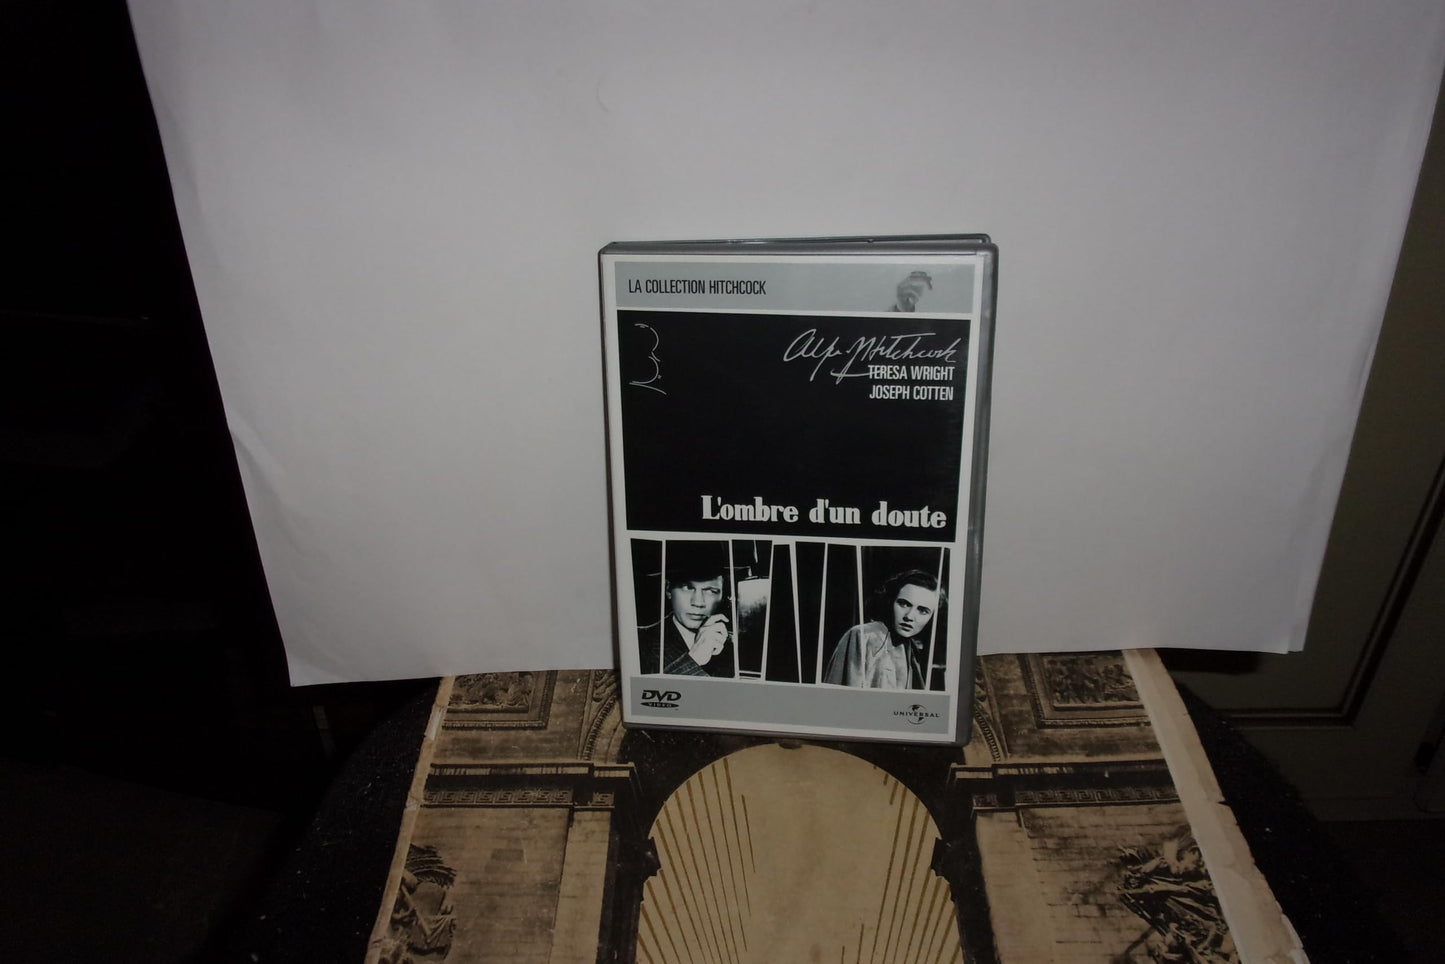 LA COLLECTION HITCHCOCK
Alfred Hitchcock
TERESA WRIGHT
JOSEPH COTTEN
L'ombre d'un doute
DVD
VIDEO
UNIVERSAL